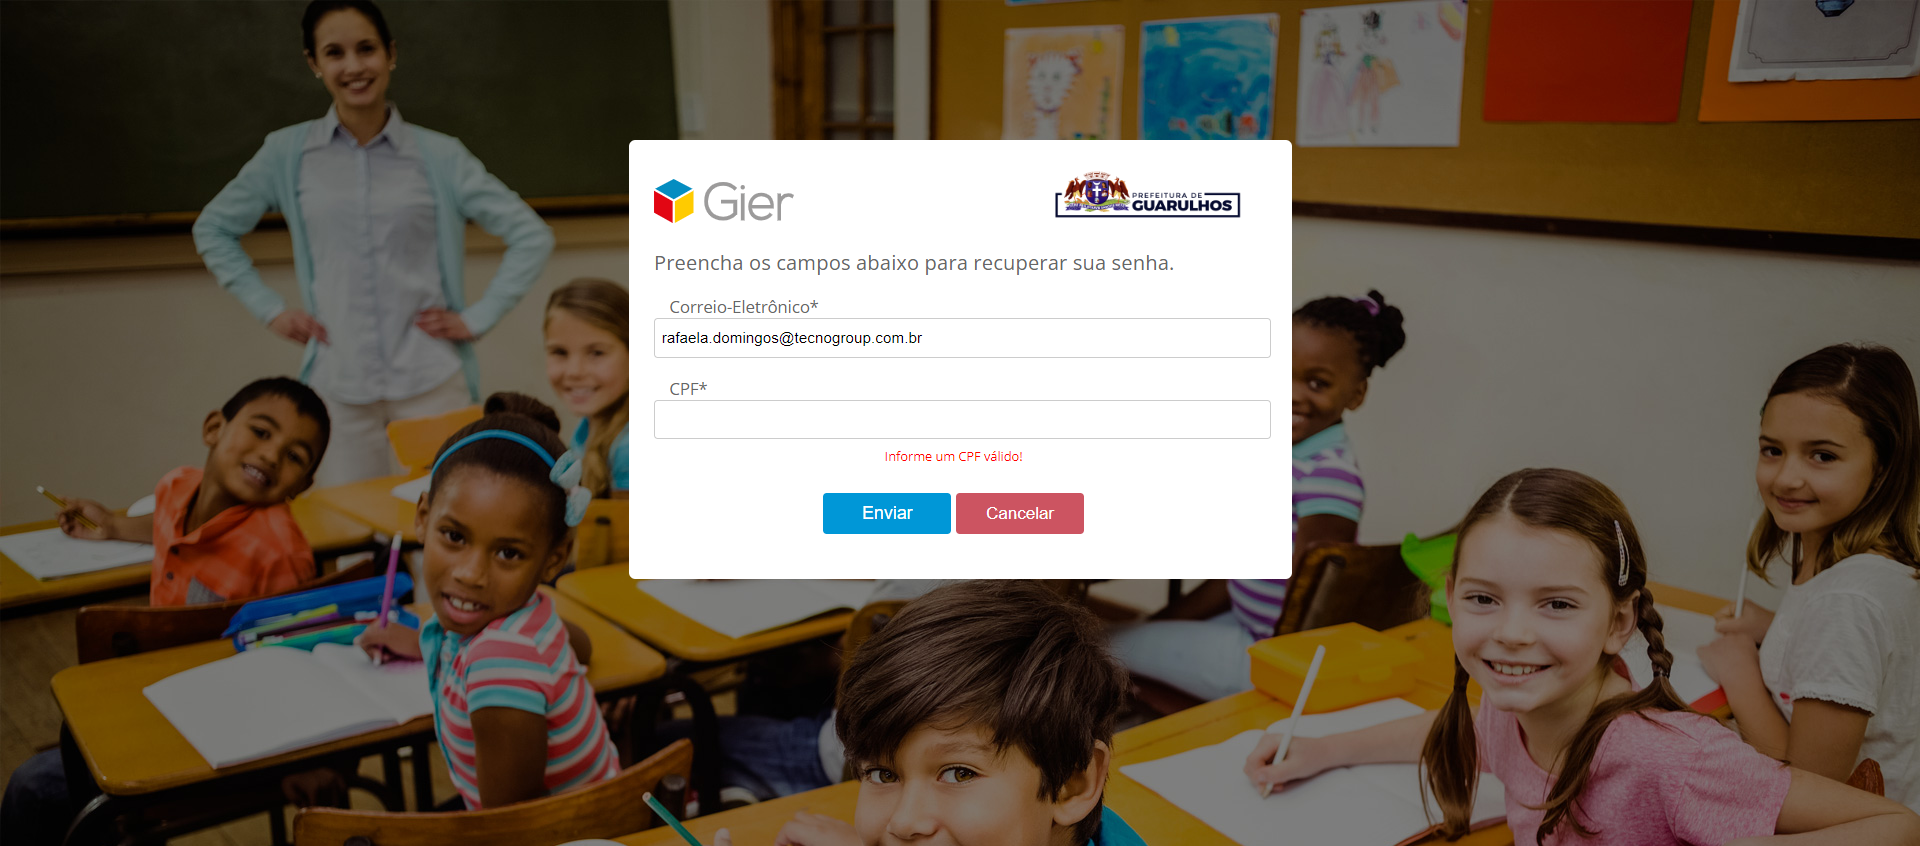 Gier
PREFEITURA DE
GUARULHOS
Preencha os campos abaixo para recuperar sua senha.
Correio-Eletrônico*
rafaela.domingos@tecnogroup.com.br
CPF*
Informe um CPF válido!
Enviar
Cancelar